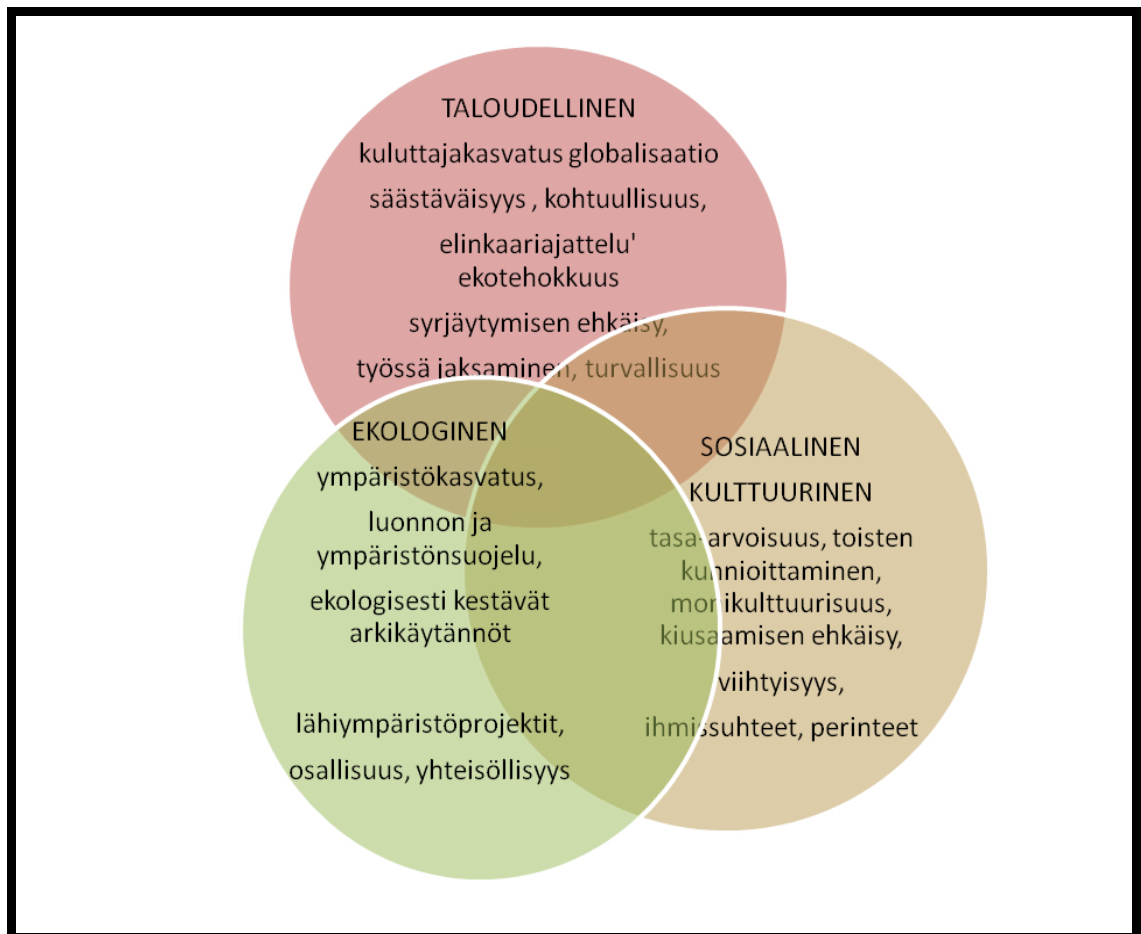 TALOUDELLINEN
kuluttajakasvatus globalisaatio
säästäväisyys , kohtuullisuus,
elinkaariajattelu'
ekotehokkuus
syrjäytymisen ehkäisy,
työssä jaksaminen, turvallisuus
EKOLOGINEN
ympäristökasvatus,
luonnon ja
ympäristönsuojelu,
ekologisesti kestävät
arkikäytännöt
lähiympäristöprojektit,
osallisuus, yhteisöllisyys
SOSIAALINEN
KULTTUURINEN
tasa-arvoisuus, toisten
kunnioittaminen,
monikulttuurisuus,
kiusaamisen ehkäisy,
viihtyisyys,
ihmissuhteet, perinteet